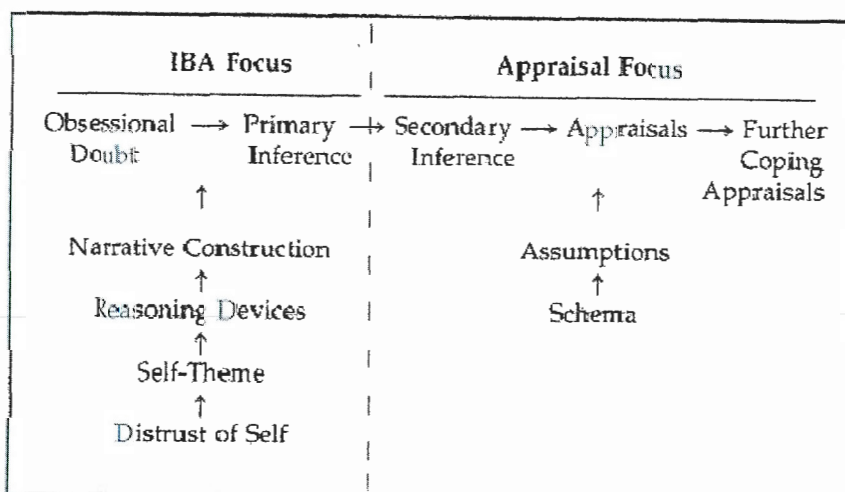 IBA Focus
Appraisal Focus
Obsessional → Primary → Secondary → Appraisals → Further
Doubt Inference Inference Coping
Appraisals
↑ ↑
Narrative Construction Assumptions
↑ ↑
Reasoning Devices Schema
↑
Self-Theme
↑
Distrust of Self